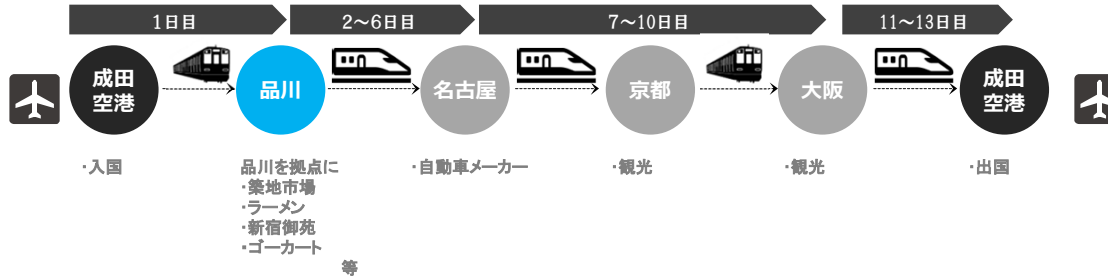 1日目
2～6日目
7～10日目
11～13日目
成田
空港
品川
名古屋
京都
大阪
成田
空港
・入国
品川を拠点に
・築地市場
・ラーメン
・新宿御苑
・ゴーカート
等
・自動車メーカー
・観光
・観光
・出国